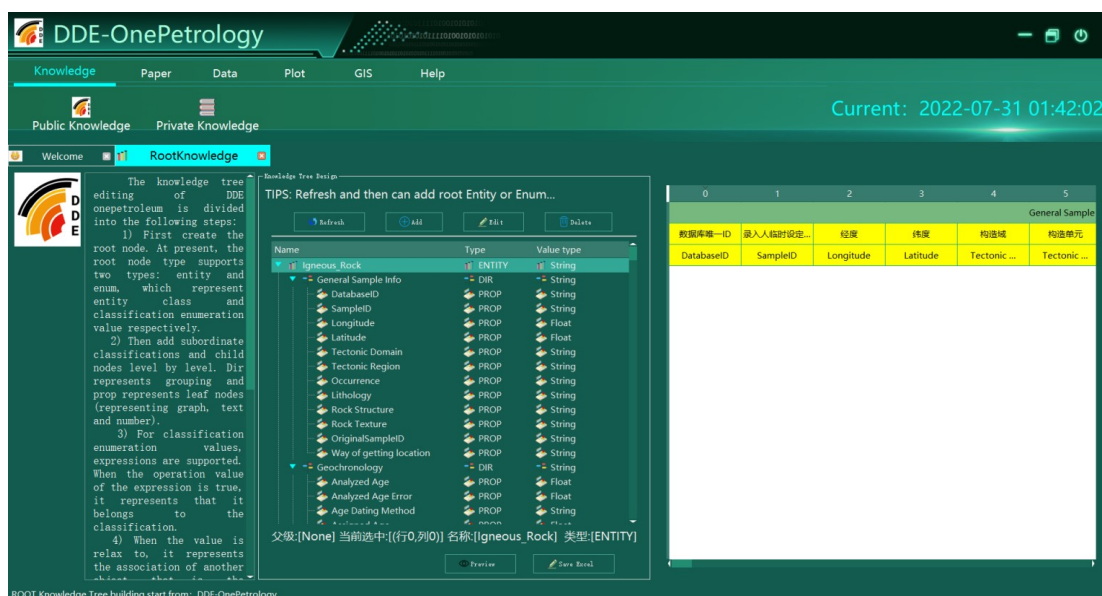 DDE-OnePetrology
Knowledge Paper Data Plot GIS Help
Public Knowledge Private Knowledge
Current: 2022-07-31 01:42:02
Welcome RootKnowledge
DDE
The knowledge tree
editing of DDE
onepetroleum is divided
into the following steps:
1) First create the
root node. At present, the
root node type supports
two types: entity and
enum, which represent
entity class and
classification enumeration
value respectively.
2) Then add subordinate
classifications and child
nodes level by level. Dir
represents grouping and
prop represents leaf nodes
(representing graph, text
and number).
3) For classification
enumeration values,
expressions are supported.
When the operation value
of the expression is true,
it represents that it
belongs to the
classification.
4) When the value is
relax to, it represents
the association of another
Knowledge Tree Design
TIPS: Refresh and then can add root Entity or Enum...
Refresh Add Edit Delete
Name Type Value type
Igneous_Rock ENTITY String
General Sample Info DIR String
DatabaseID PROP String
SampleID PROP String
Longitude PROP Float
Latitude PROP Float
Tectonic Domain PROP String
Tectonic Region PROP String
Occurrence PROP String
Lithology PROP String
Rock Structure PROP String
Rock Texture PROP String
OriginalSampleID PROP String
Way of getting location PROP String
Geochronology DIR String
Analyzed Age PROP Float
Analyzed Age Error PROP Float
Age Dating Method PROP String
父级:[None] 当前选中:[(行0,列0)] 名称:[Igneous_Rock] 类型:[ENTITY]
Preview Save Excel
0 1 2 3 4 5
General Sample
数据库唯一ID 录入人临时设定... 经度 纬度 构造域 构造单元
DatabaseID SampleID Longitude Latitude Tectonic ... Tectonic ...
ROOT Knowledge Tree building start from: DDE-OnePetrology